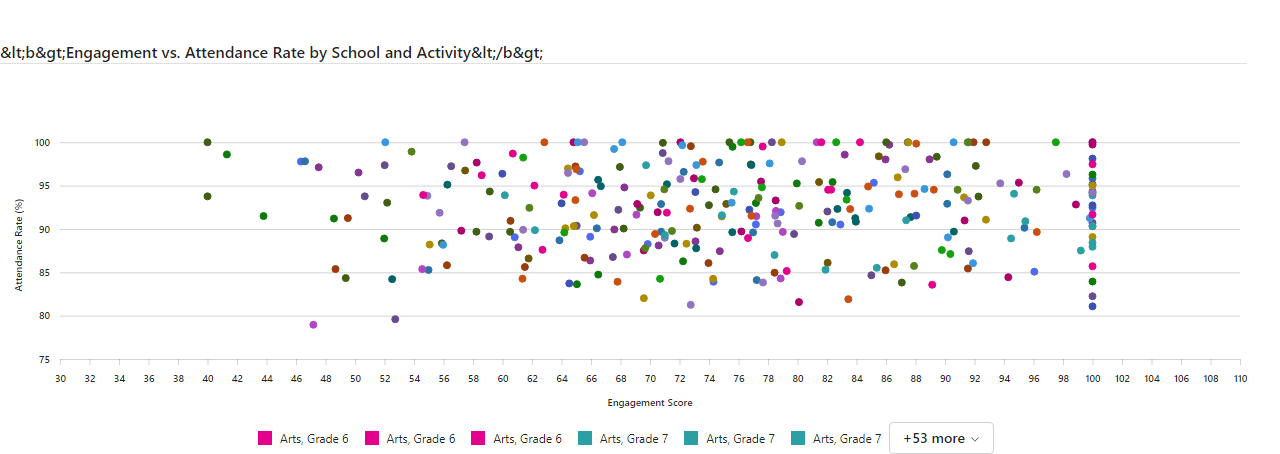 &lt;b&gt;Engagement vs. Attendance Rate by School and Activity&lt;/b&gt;
100
95
90
85
80
75
Attendance Rate (%)
30 32 34 36 38 40 42 44 46 48 50 52 54 56 58 60 62 64 66 68 70 72 74 76 78 80 82 84 86 88 90 92 94 96 98 100 102 104 106 108 110
Engagement Score
Arts, Grade 6 Arts, Grade 6 Arts, Grade 6 Arts, Grade 7 Arts, Grade 7 Arts, Grade 7 +53 more